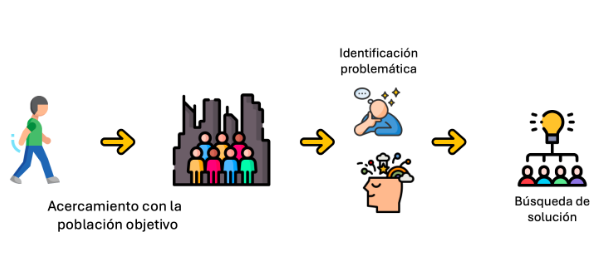 Identificación
problemática
Acercamiento con la
población objetivo
Búsqueda de
solución